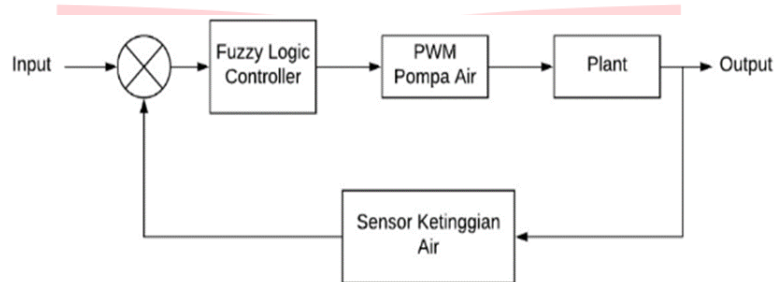 Input
Fuzzy Logic
Controller
PWM
Pompa Air
Plant
Output
Sensor Ketinggian
Air